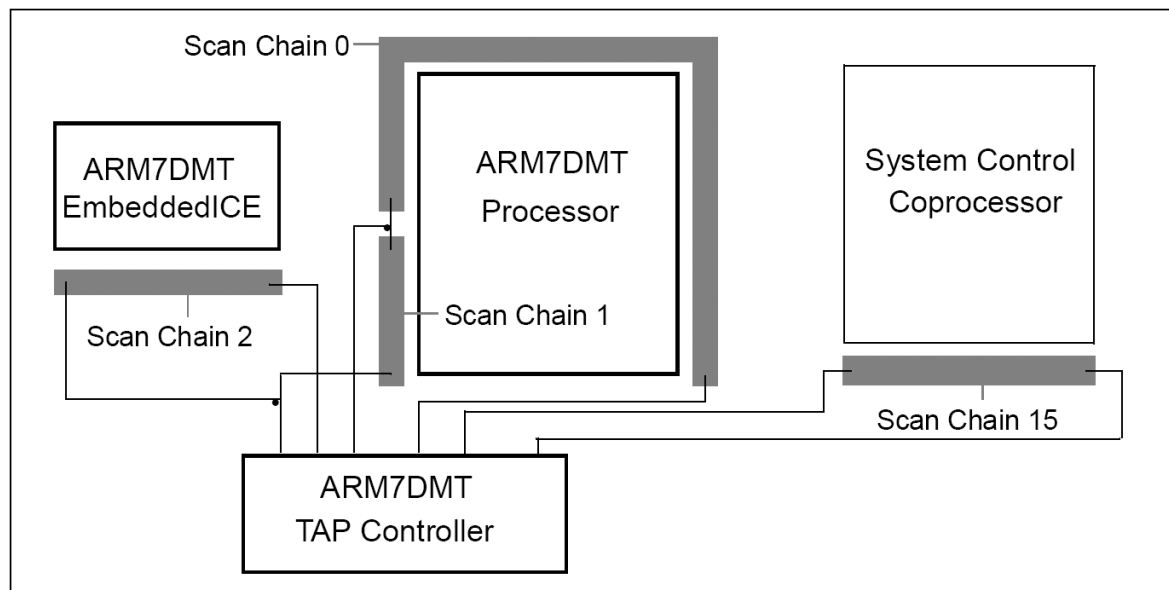 Scan Chain 0
ARM7DMT
EmbeddedICE
ARM7DMT
Processor
System Control
Coprocessor
Scan Chain 2
Scan Chain 1
Scan Chain 15
ARM7DMT
TAP Controller